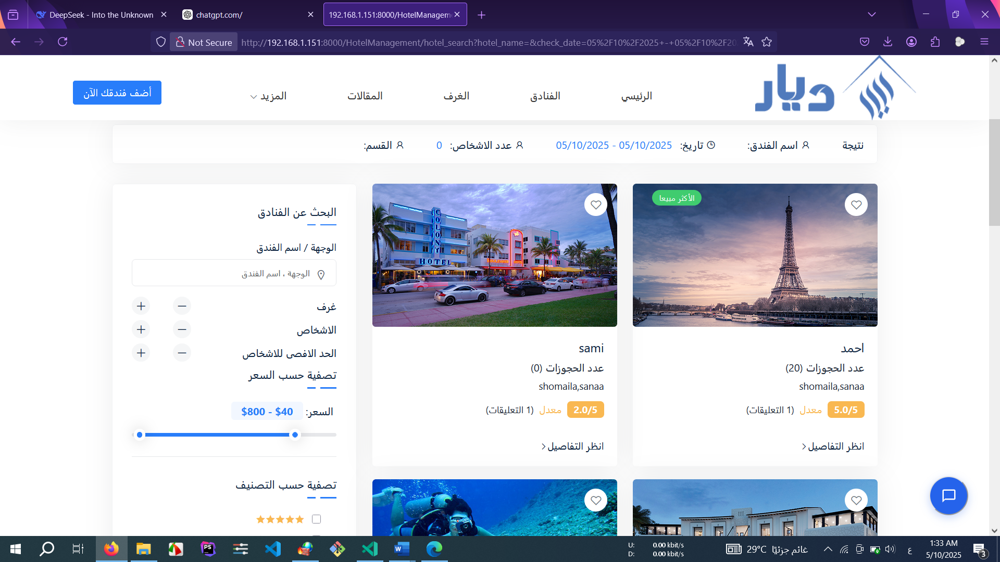 DeepSeek - Into the Unknown
chatgpt.com/
192.168.1.151:8000/HotelManagem
Not Secure
http://192.168.1.151:8000/HotelManagement/hotel_search?hotel_name=&check_date=05%2F10%2F2025+-+05%2F10%2F20
ديار
الرئيسي
الفنادق
الغرف
المقالات
المزيد
أضف فندقك الآن
نتيجة
اسم الفندق:
تاريخ: 05/10/2025 - 05/10/2025
عدد الاشخاص: 0
القسم:
الأكثر مبيعا
احمد
عدد الحجوزات (20)
shomaila,sanaa
5.0/5 معدل (1 التعليقات)
انظر التفاصيل
COLONY
HOTEL
sami
عدد الحجوزات (0)
shomaila,sanaa
2.0/5 معدل (1 التعليقات)
انظر التفاصيل
البحث عن الفنادق
الوجهة / اسم الفندق
الوجهة ، اسم الفندق
غرف
الاشخاص
الحد الافصى للاشخاص
تصفية حسب السعر
السعر: $40 - $800
تصفية حسب التصنيف
PS
W
U: 0.00 kbit/s
D: 0.00 kbit/s
29°C غائم جزئيًا
ع
1:33 AM
5/10/2025
3